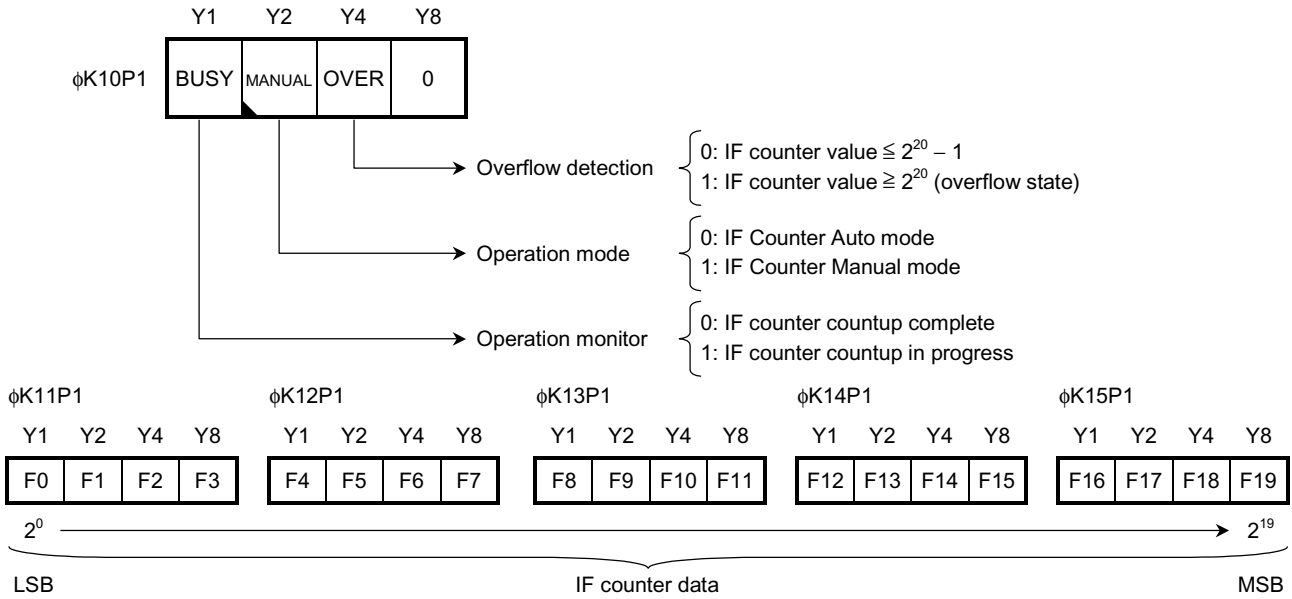 Y1 Y2 Y4 Y8
ϕK10P1 BUSY MANUAL OVER 0
Overflow detection
0: IF counter value ≦ 2^20 − 1
1: IF counter value ≧ 2^20 (overflow state)
Operation mode
0: IF Counter Auto mode
1: IF Counter Manual mode
Operation monitor
0: IF counter countup complete
1: IF counter countup in progress
ϕK11P1 ϕK12P1 ϕK13P1 ϕK14P1 ϕK15P1
Y1 Y2 Y4 Y8 Y1 Y2 Y4 Y8 Y1 Y2 Y4 Y8 Y1 Y2 Y4 Y8 Y1 Y2 Y4 Y8
F0 F1 F2 F3 F4 F5 F6 F7 F8 F9 F10 F11 F12 F13 F14 F15 F16 F17 F18 F19
2^0 2^19
LSB IF counter data MSB